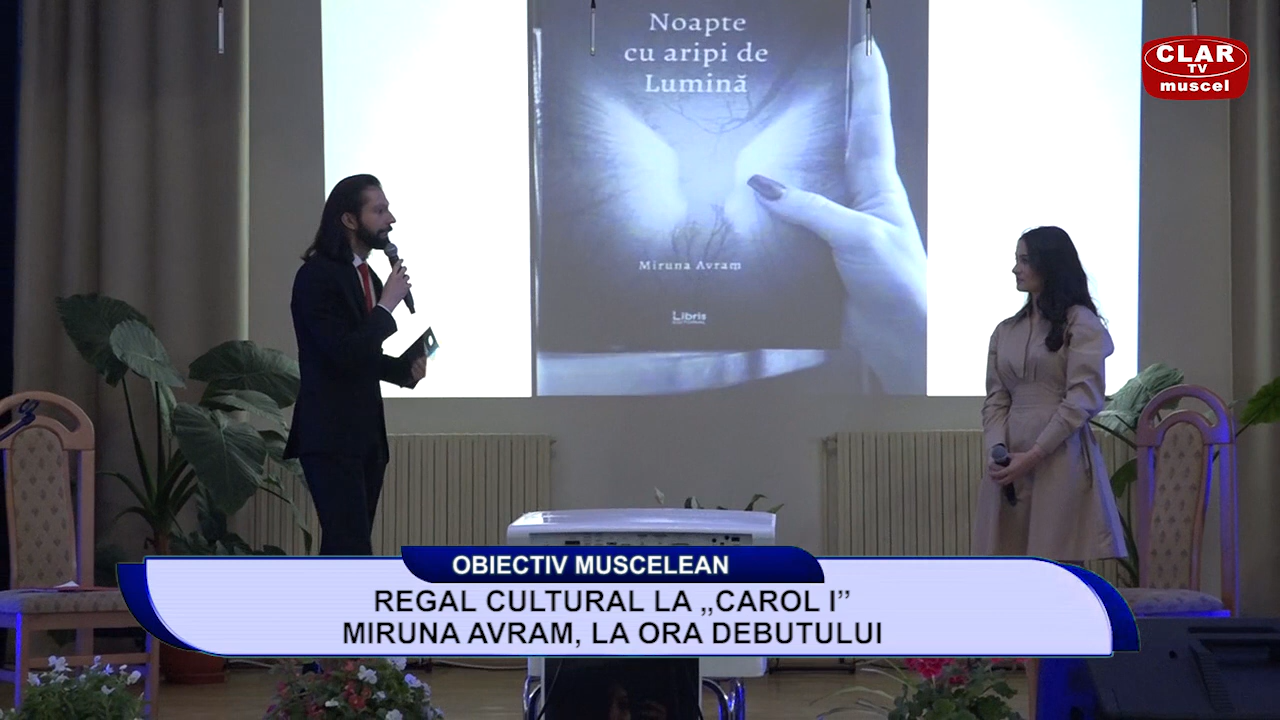 Noapte
cu aripi de
Lumină
Miruna Avram
Libris
EDITORIAL
CLAR
TV
muscel
OBIECTIV MUSCELEAN
REGAL CULTURAL LA „CAROL I”
MIRUNA AVRAM, LA ORA DEBUTULUI